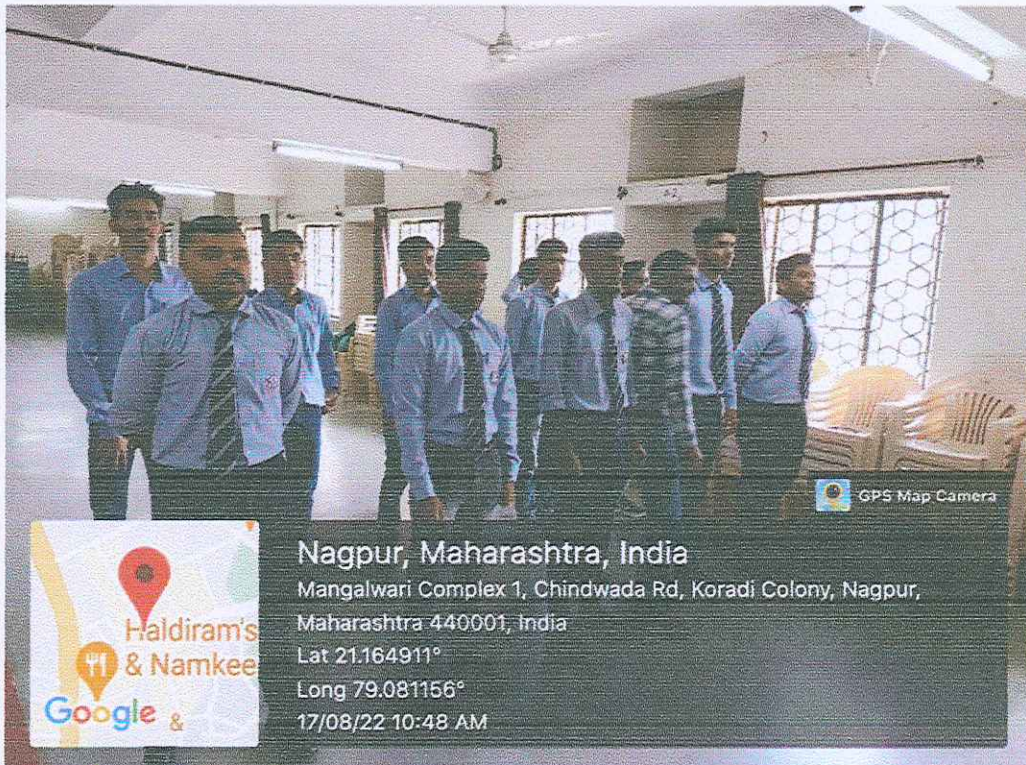 GPS Map Camera
Nagpur, Maharashtra, India
Mangalwari Complex 1, Chindwada Rd, Koradi Colony, Nagpur,
Maharashtra 440001, India
Lat 21.164911°
Long 79.081156°
17/08/22 10:48 AM
Haldiram's
& Namkee
Google
&